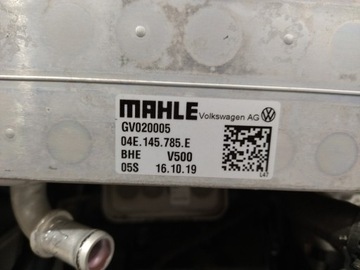 MAHLE Volkswagen AG
GV020005
04E.145.785.E
BHE V500
05S 16.10.19